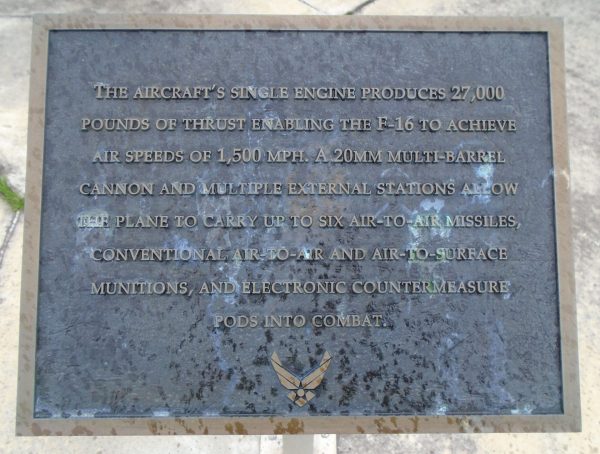 THE AIRCRAFT'S SINGLE ENGINE PRODUCES 27,000
POUNDS OF THRUST ENABLING THE F-16 TO ACHIEVE
AIR SPEEDS OF 1,500 MPH. A 20MM MULTI-BARREL
CANNON AND MULTIPLE EXTERNAL STATIONS ALLOW
THE PLANE TO CARRY UP TO SIX AIR-TO-AIR MISSILES,
CONVENTIONAL AIR-TO-AIR AND AIR-TO-SURFACE
MUNITIONS, AND ELECTRONIC COUNTERMEASURE
PODS INTO COMBAT.